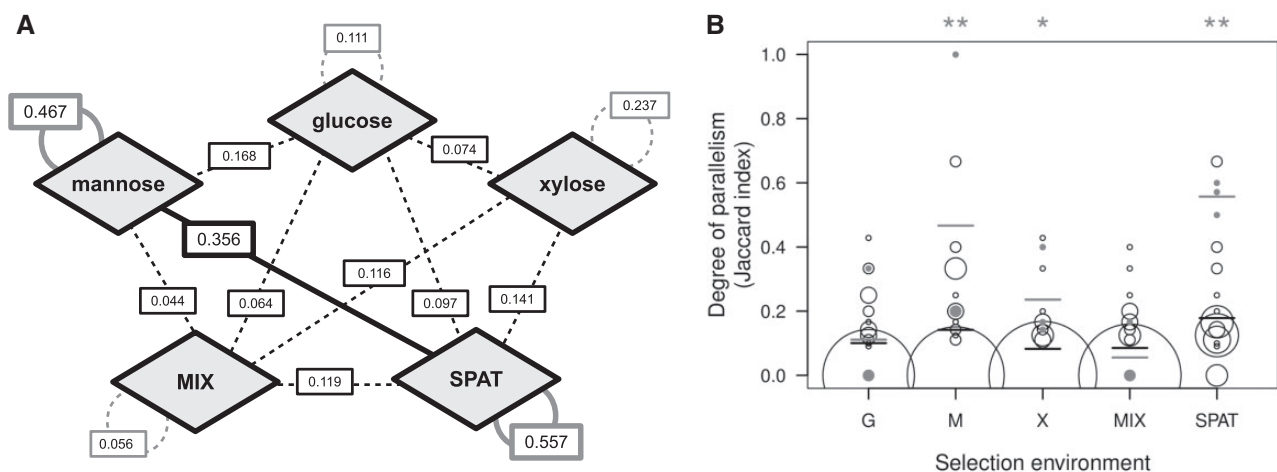 A
0.111
0.467
glucose
0.237
0.168
0.074
mannose
xylose
0.356
0.116
0.044
0.064
0.097
0.141
MIX
0.119
SPAT
0.056
0.557
B
** * **
Degree of parallelism
(Jaccard index)
1.0
0.8
0.6
0.4
0.2
0.0
G M X MIX SPAT
Selection environment